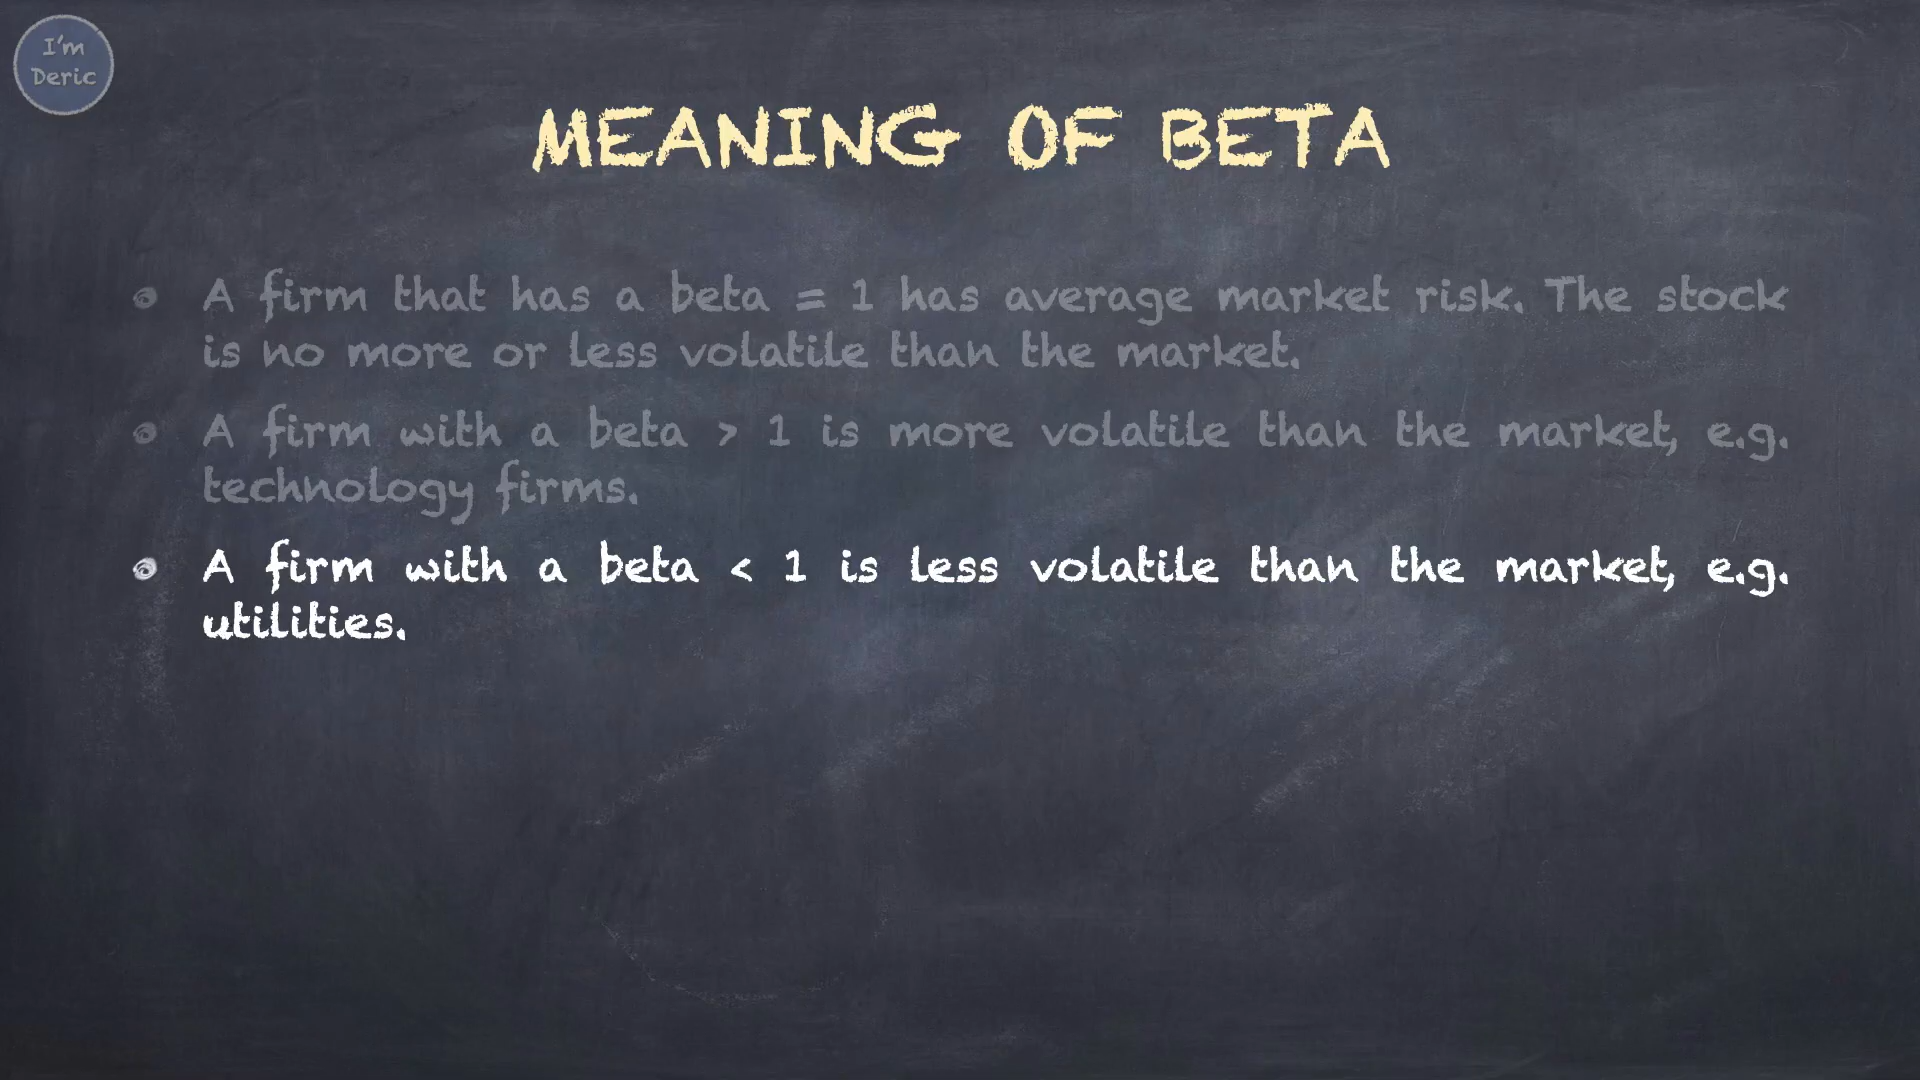 I'm
Deric
MEANING OF BETA
A firm that has a beta = 1 has average market risk. The stock
is no more or less volatile than the market.
A firm with a beta > 1 is more volatile than the market, e.g.
technology firms.
A firm with a beta < 1 is less volatile than the market, e.g.
utilities.